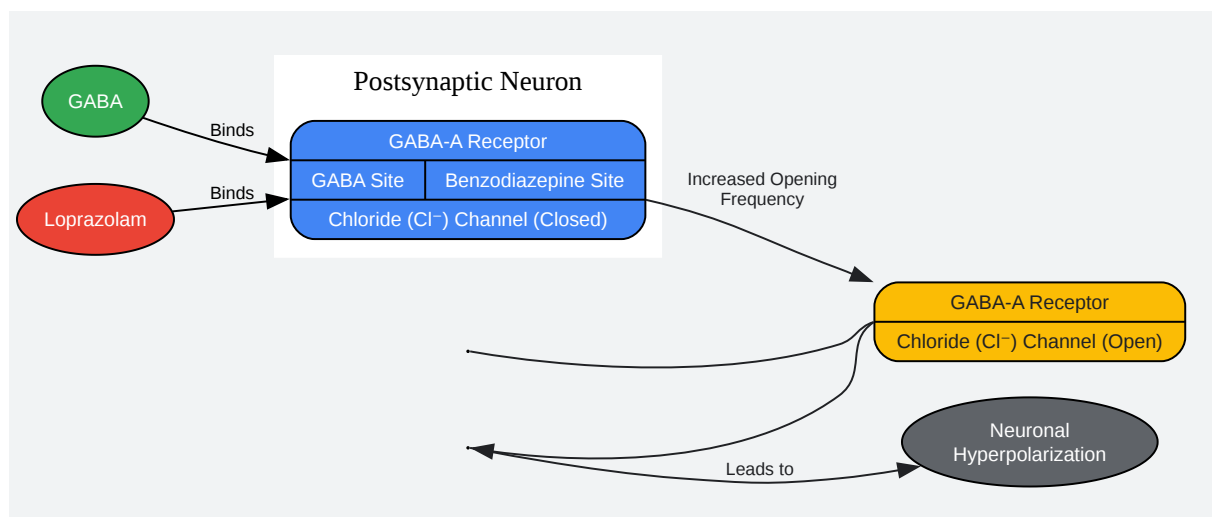 Postsynaptic Neuron
GABA
Binds
GABA-A Receptor
GABA Site
Benzodiazepine Site
Loprazolam
Binds
Chloride (Cl⁻) Channel (Closed)
Increased Opening
Frequency
GABA-A Receptor
Chloride (Cl⁻) Channel (Open)
Neuronal
Hyperpolarization
Leads to